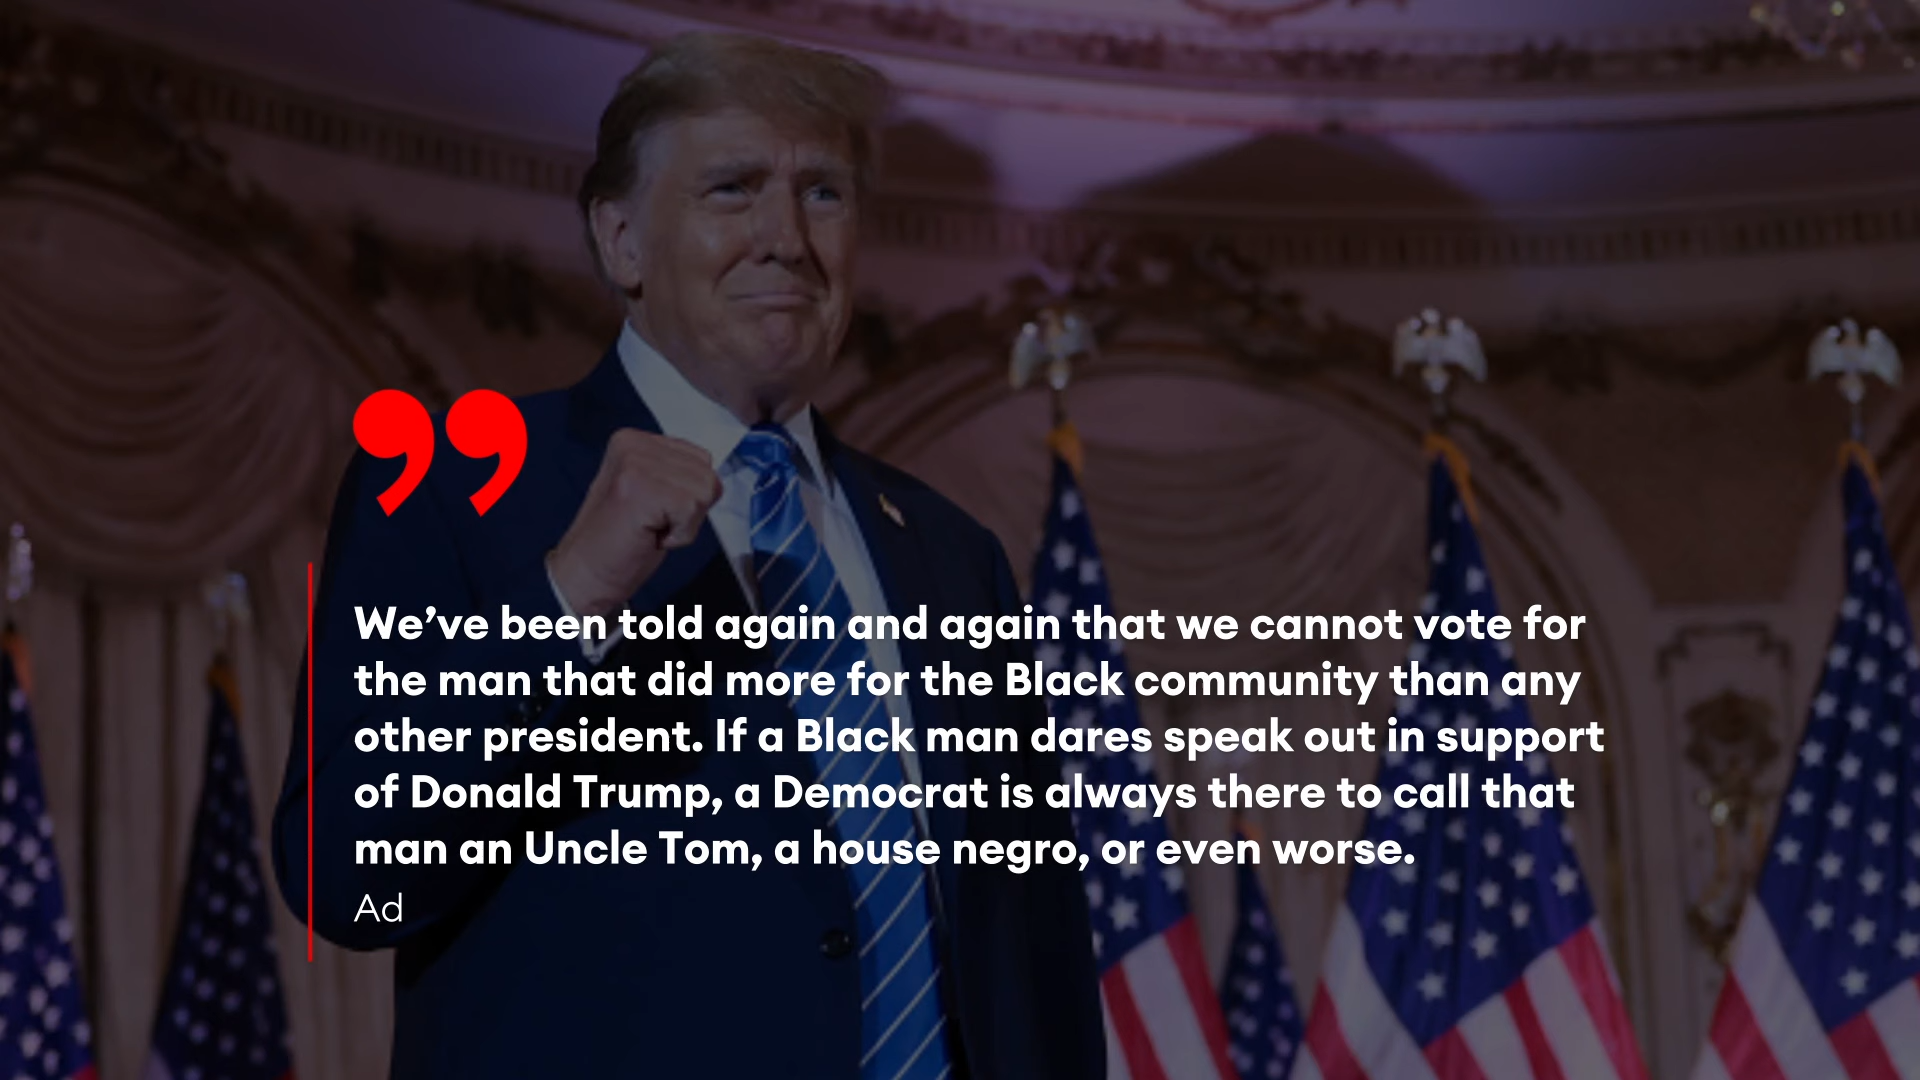 ”
We’ve been told again and again that we cannot vote for
the man that did more for the Black community than any
other president. If a Black man dares speak out in support
of Donald Trump, a Democrat is always there to call that
man an Uncle Tom, a house negro, or even worse.
Ad